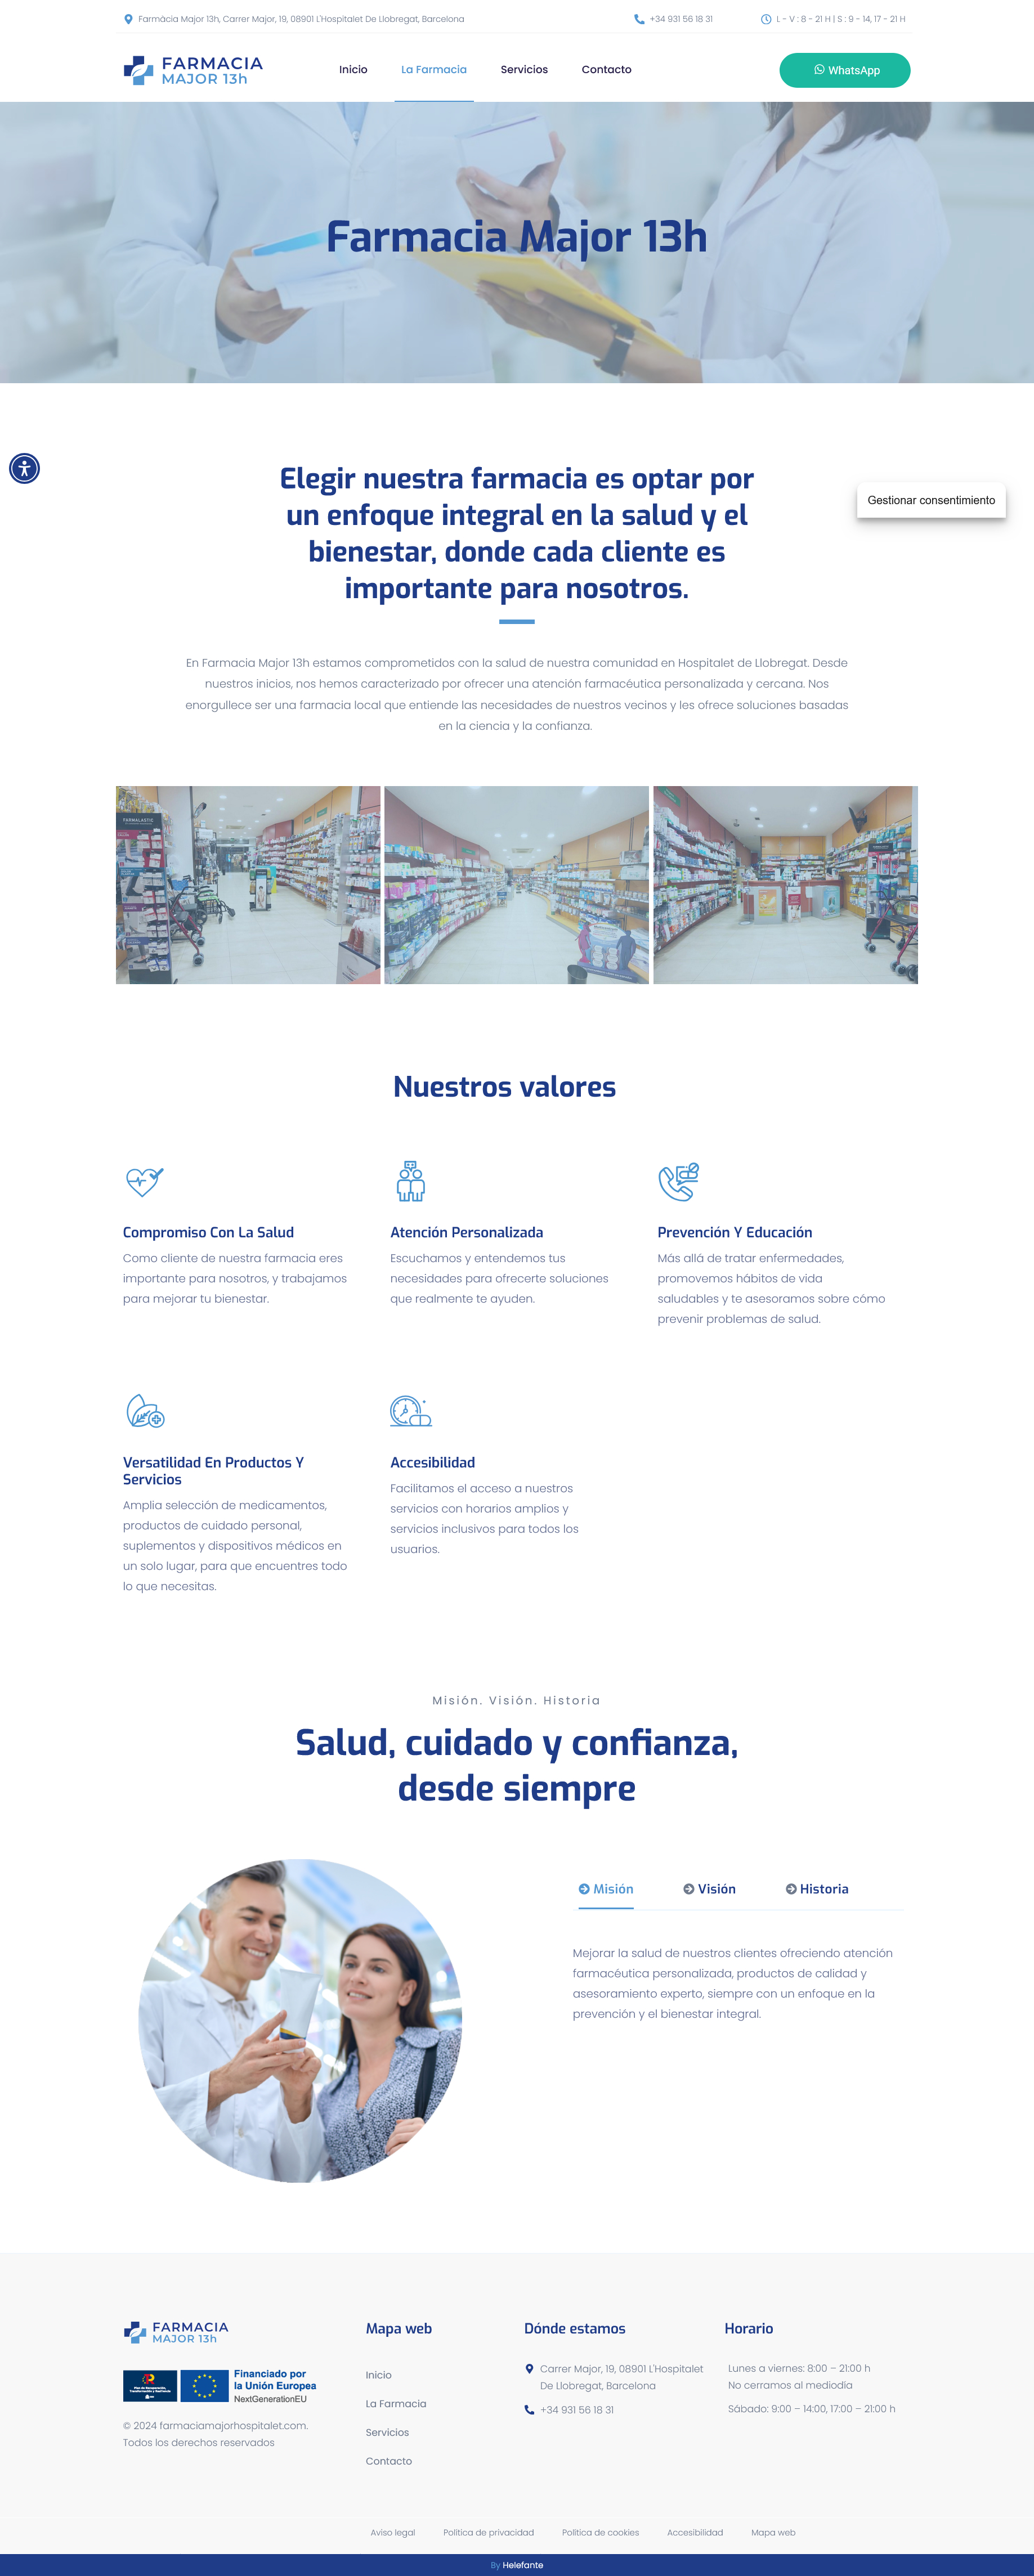 Farmàcia Major 13h, Carrer Major, 19, 08901 L'Hospitalet De Llobregat, Barcelona
+34 931 56 18 31
L - V : 8 - 21 H | S : 9 - 14, 17 - 21 H
FARMACIA
MAJOR 13h
Inicio
La Farmacia
Servicios
Contacto
WhatsApp
Farmacia Major 13h
Elegir nuestra farmacia es optar por
un enfoque integral en la salud y el
bienestar, donde cada cliente es
importante para nosotros.
Gestionar consentimiento
En Farmacia Major 13h estamos comprometidos con la salud de nuestra comunidad en Hospitalet de Llobregat. Desde
nuestros inicios, nos hemos caracterizado por ofrecer una atención farmacéutica personalizada y cercana. Nos
enorgullece ser una farmacia local que entiende las necesidades de nuestros vecinos y les ofrece soluciones basadas
en la ciencia y la confianza.
FARMALASTIC
Nuestros valores
Compromiso Con La Salud
Como cliente de nuestra farmacia eres
importante para nosotros, y trabajamos
para mejorar tu bienestar.
Atención Personalizada
Escuchamos y entendemos tus
necesidades para ofrecerte soluciones
que realmente te ayuden.
Prevención Y Educación
Más allá de tratar enfermedades,
promovemos hábitos de vida
saludables y te asesoramos sobre cómo
prevenir problemas de salud.
Versatilidad En Productos Y
Servicios
Amplia selección de medicamentos,
productos de cuidado personal,
suplementos y dispositivos médicos en
un solo lugar, para que encuentres todo
lo que necesitas.
Accesibilidad
Facilitamos el acceso a nuestros
servicios con horarios amplios y
servicios inclusivos para todos los
usuarios.
Misión. Visión. Historia
Salud, cuidado y confianza,
desde siempre
Misión
Visión
Historia
Mejorar la salud de nuestros clientes ofreciendo atención
farmacéutica personalizada, productos de calidad y
asesoramiento experto, siempre con un enfoque en la
prevención y el bienestar integral.
FARMACIA
MAJOR 13h
Plan de Recuperación,
Transformación y Resiliencia
Financiado por
la Unión Europea
NextGenerationEU
© 2024 farmaciamajorhospitalet.com.
Todos los derechos reservados
Mapa web
Inicio
La Farmacia
Servicios
Contacto
Dónde estamos
Carrer Major, 19, 08901 L'Hospitalet
De Llobregat, Barcelona
+34 931 56 18 31
Horario
Lunes a viernes: 8:00 – 21:00 h
No cerramos al mediodía
Sábado: 9:00 – 14:00, 17:00 – 21:00 h
Aviso legal
Política de privacidad
Política de cookies
Accesibilidad
Mapa web
By Helefante